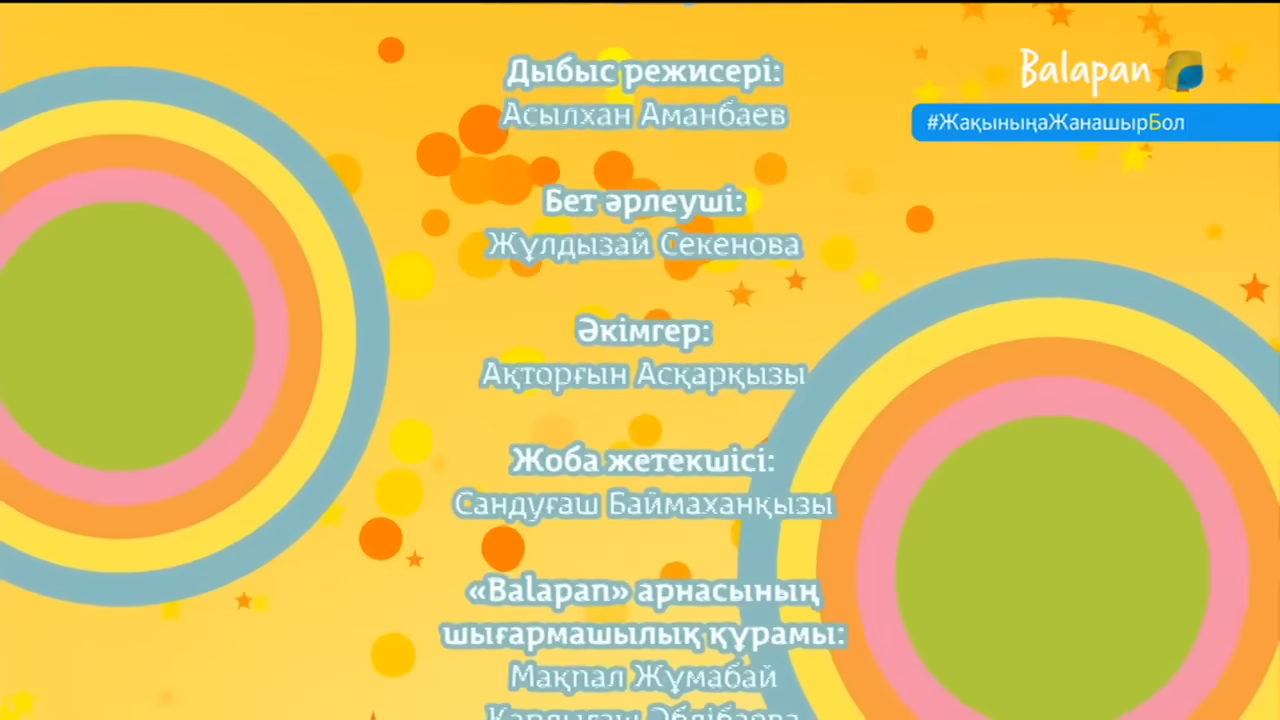 Balapan
#ЖақыныңаЖанашырБол
Дыбыс режисері:
Асылхан Аманбаев
Бет әрлеуші:
Жұлдызай Секенова
Әкімгер:
Ақторғын Асқарқызы
Жоба жетекшісі:
Сандуғаш Баймаханқызы
«Balapan» арнасының
шығармашылық құрамы:
Мақпал Жұмабай